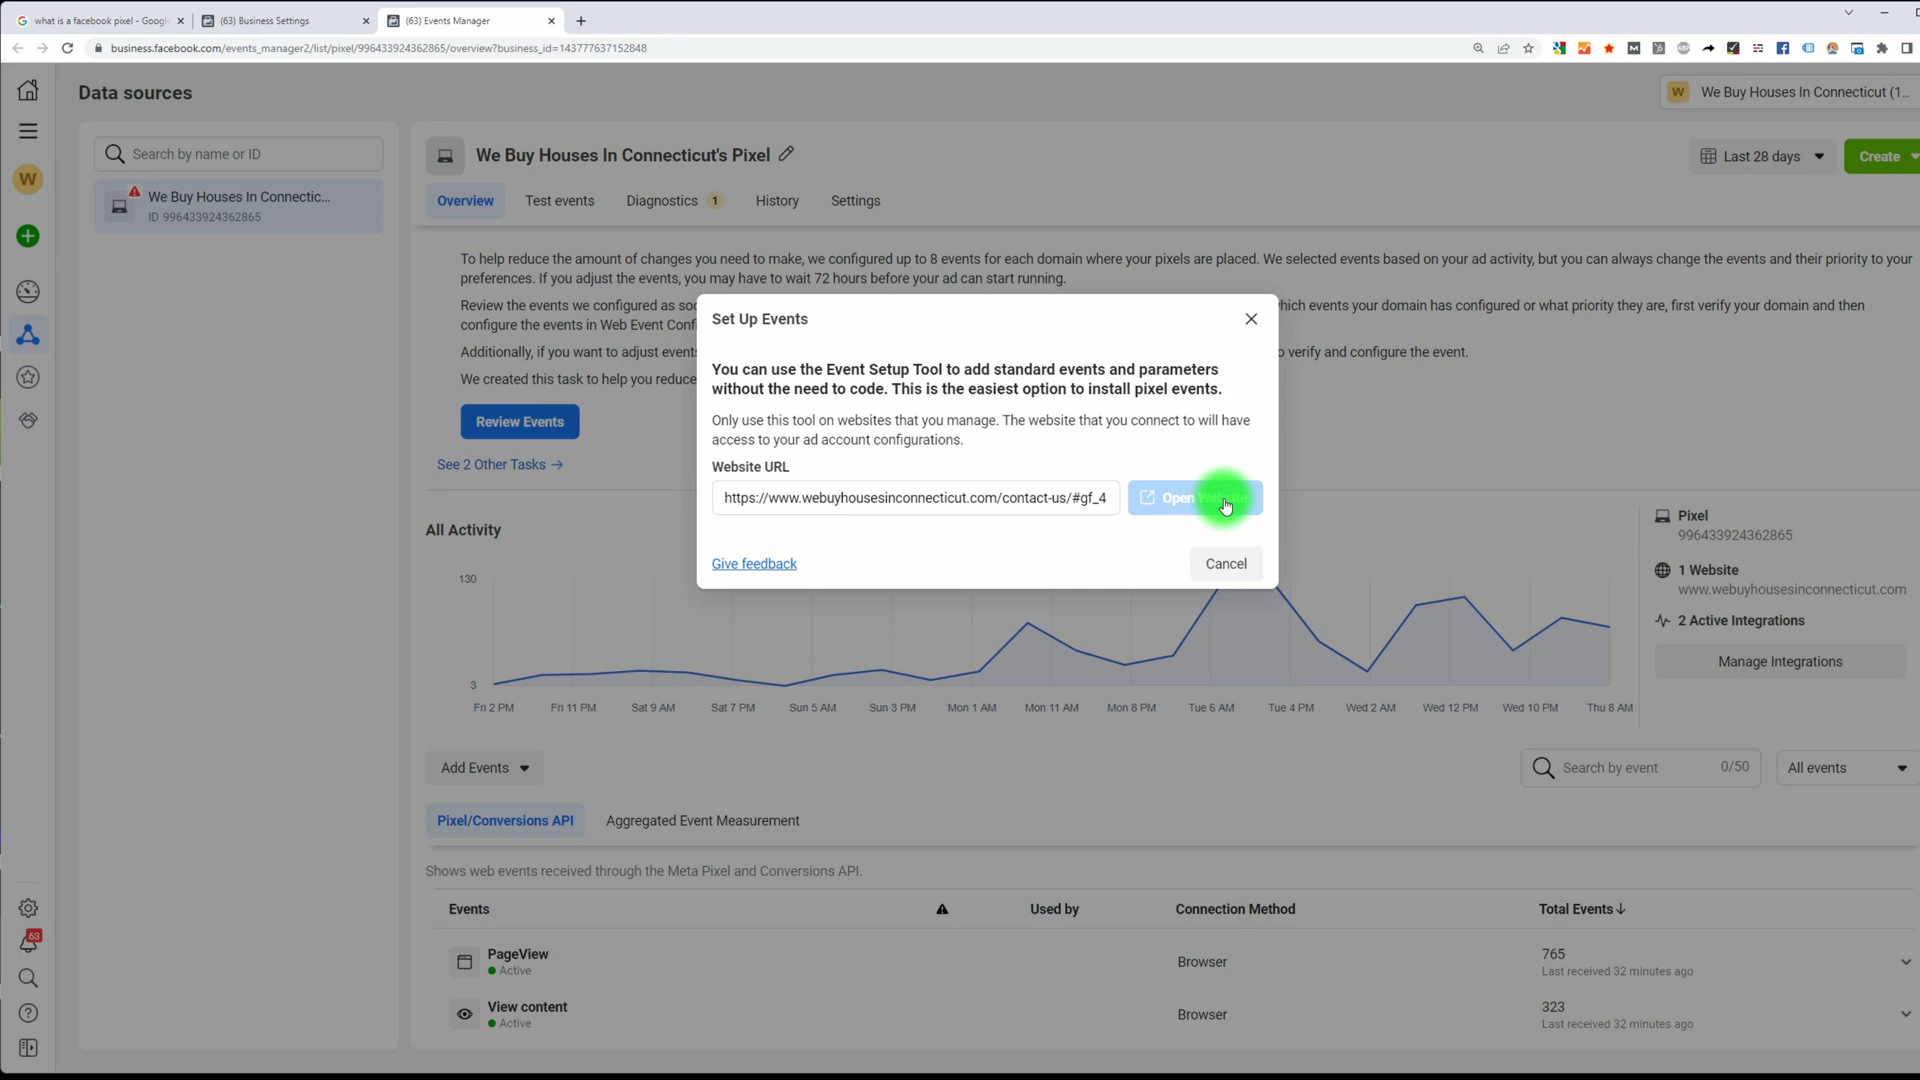 what is a facebook pixel - Google
(63) Business Settings
(63) Events Manager
business.facebook.com/events_manager2/list/pixel/996433924362865/overview?business_id=143777637152848
Data sources
W We Buy Houses In Connecticut (1...
Search by name or ID
We Buy Houses In Connectic...
ID 996433924362865
W
We Buy Houses In Connecticut's Pixel
Last 28 days
Create
Overview
Test events
Diagnostics 1
History
Settings
To help reduce the amount of changes you need to make, we configured up to 8 events for each domain where your pixels are placed. We selected events based on your ad activity, but you can always change the events and their priority to your
preferences. If you adjust the events, you may have to wait 72 hours before your ad can start running.
Review the events we configured as
hich events your domain has configured or what priority they are, first verify your domain and then
configure the events in Web Event
Additionally, if you want to adjust
o verify and configure the event.
We created this task to help you reduce
Review Events
See 2 Other Tasks →
Set Up Events
You can use the Event Setup Tool to add standard events and parameters
without the need to code. This is the easiest option to install pixel events.
Only use this tool on websites that you manage. The website that you connect to will have
access to your ad account configurations.
Website URL
https://www.webuyhousesinconnecticut.com/contact-us/#gf_4
Open Website
Give feedback
Cancel
All Activity
130
3
Fri 2 PM
Fri 11 PM
Sat 9 AM
Sat 7 PM
Sun 5 AM
Sun 3 PM
Mon 1 AM
Mon 11 AM
Mon 8 PM
Tue 6 AM
Tue 4 PM
Wed 2 AM
Wed 12 PM
Wed 10 PM
Thu 8 AM
Pixel
996433924362865
1 Website
www.webuyhousesinconnecticut.com
2 Active Integrations
Manage Integrations
Add Events
Search by event 0/50
All events
Pixel/Conversions API
Aggregated Event Measurement
Shows web events received through the Meta Pixel and Conversions API.
Events
Used by
Connection Method
Total Events↓
PageView
Active
Browser
765
Last received 32 minutes ago
View content
Active
Browser
323
Last received 32 minutes ago
63